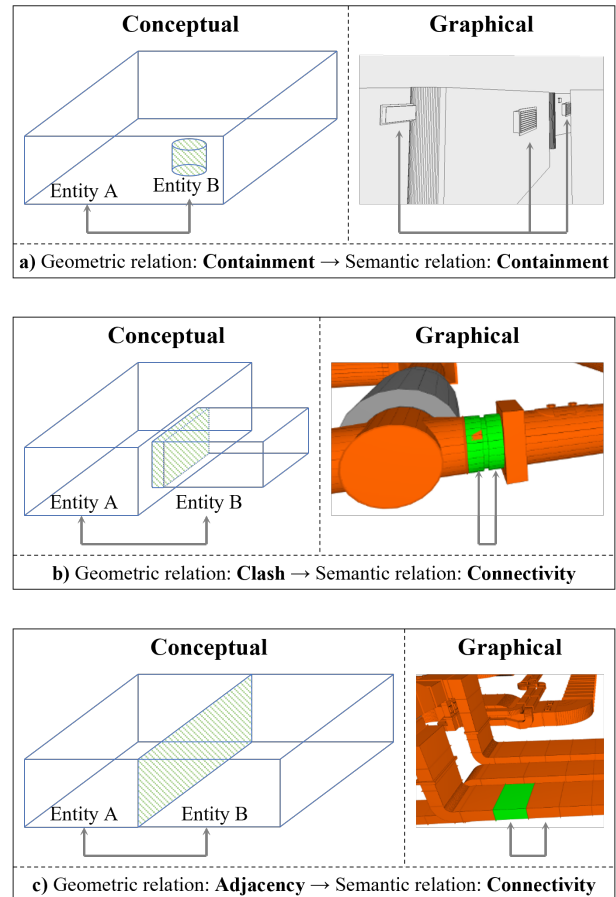 Conceptual
Graphical
Entity A
Entity B
a) Geometric relation: Containment → Semantic relation: Containment
Conceptual
Graphical
Entity A
Entity B
b) Geometric relation: Clash → Semantic relation: Connectivity
Conceptual
Graphical
Entity A
Entity B
c) Geometric relation: Adjacency → Semantic relation: Connectivity